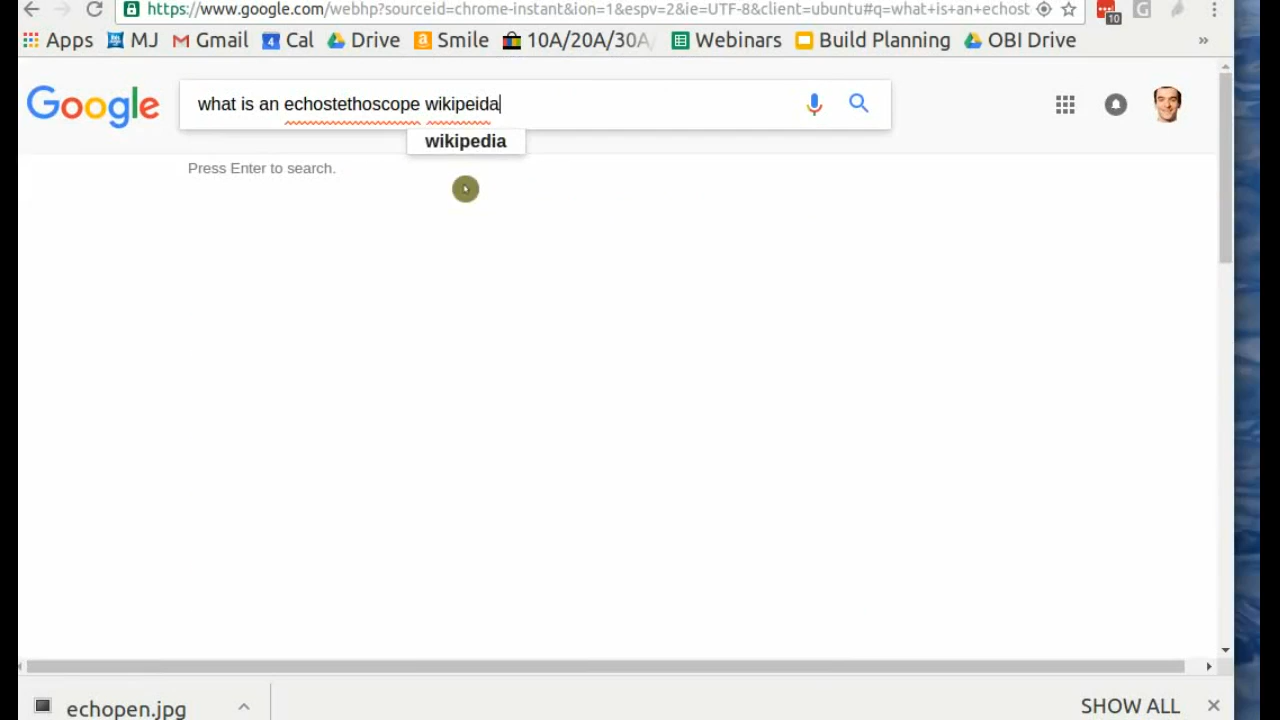 https://www.google.com/webhp?sourceid=chrome-instant&ion=1&espv=2&ie=UTF-8&client=ubuntu#q=what+is+an+echost
10
G
Apps MJ Gmail 4 Cal Drive a Smile 10A/20A/30A/ Webinars Build Planning OBI Drive »
Google
what is an echostethoscope wikipeida
wikipedia
Press Enter to search.
echopen.jpg
SHOW ALL